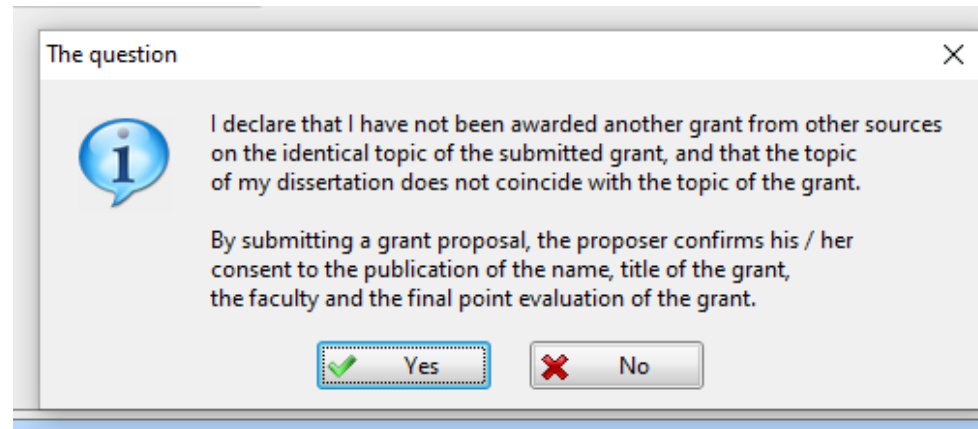 The question
I declare that I have not been awarded another grant from other sources
on the identical topic of the submitted grant, and that the topic
of my dissertation does not coincide with the topic of the grant.
By submitting a grant proposal, the proposer confirms his / her
consent to the publication of the name, title of the grant,
the faculty and the final point evaluation of the grant.
Yes No